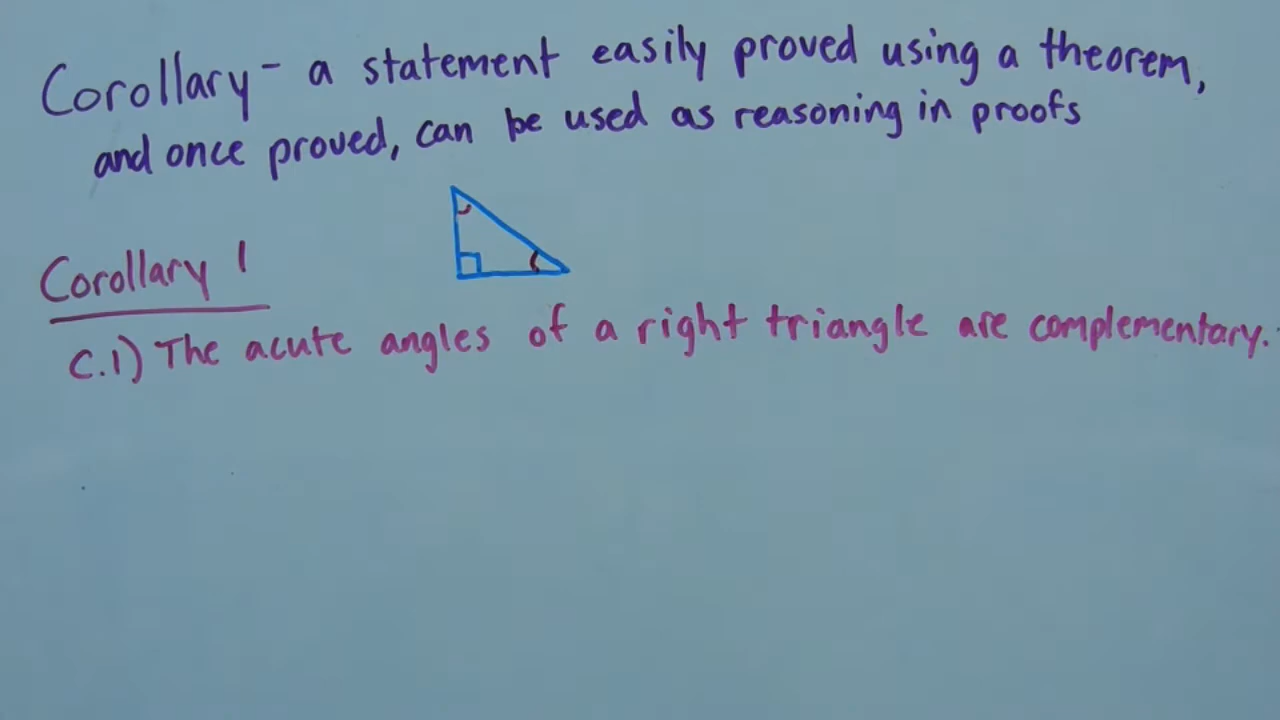 Corollary - a statement easily proved using a theorem,
and once proved, can be used as reasoning in proofs
Corollary 1
C.1) The acute angles of a right triangle are complementary.